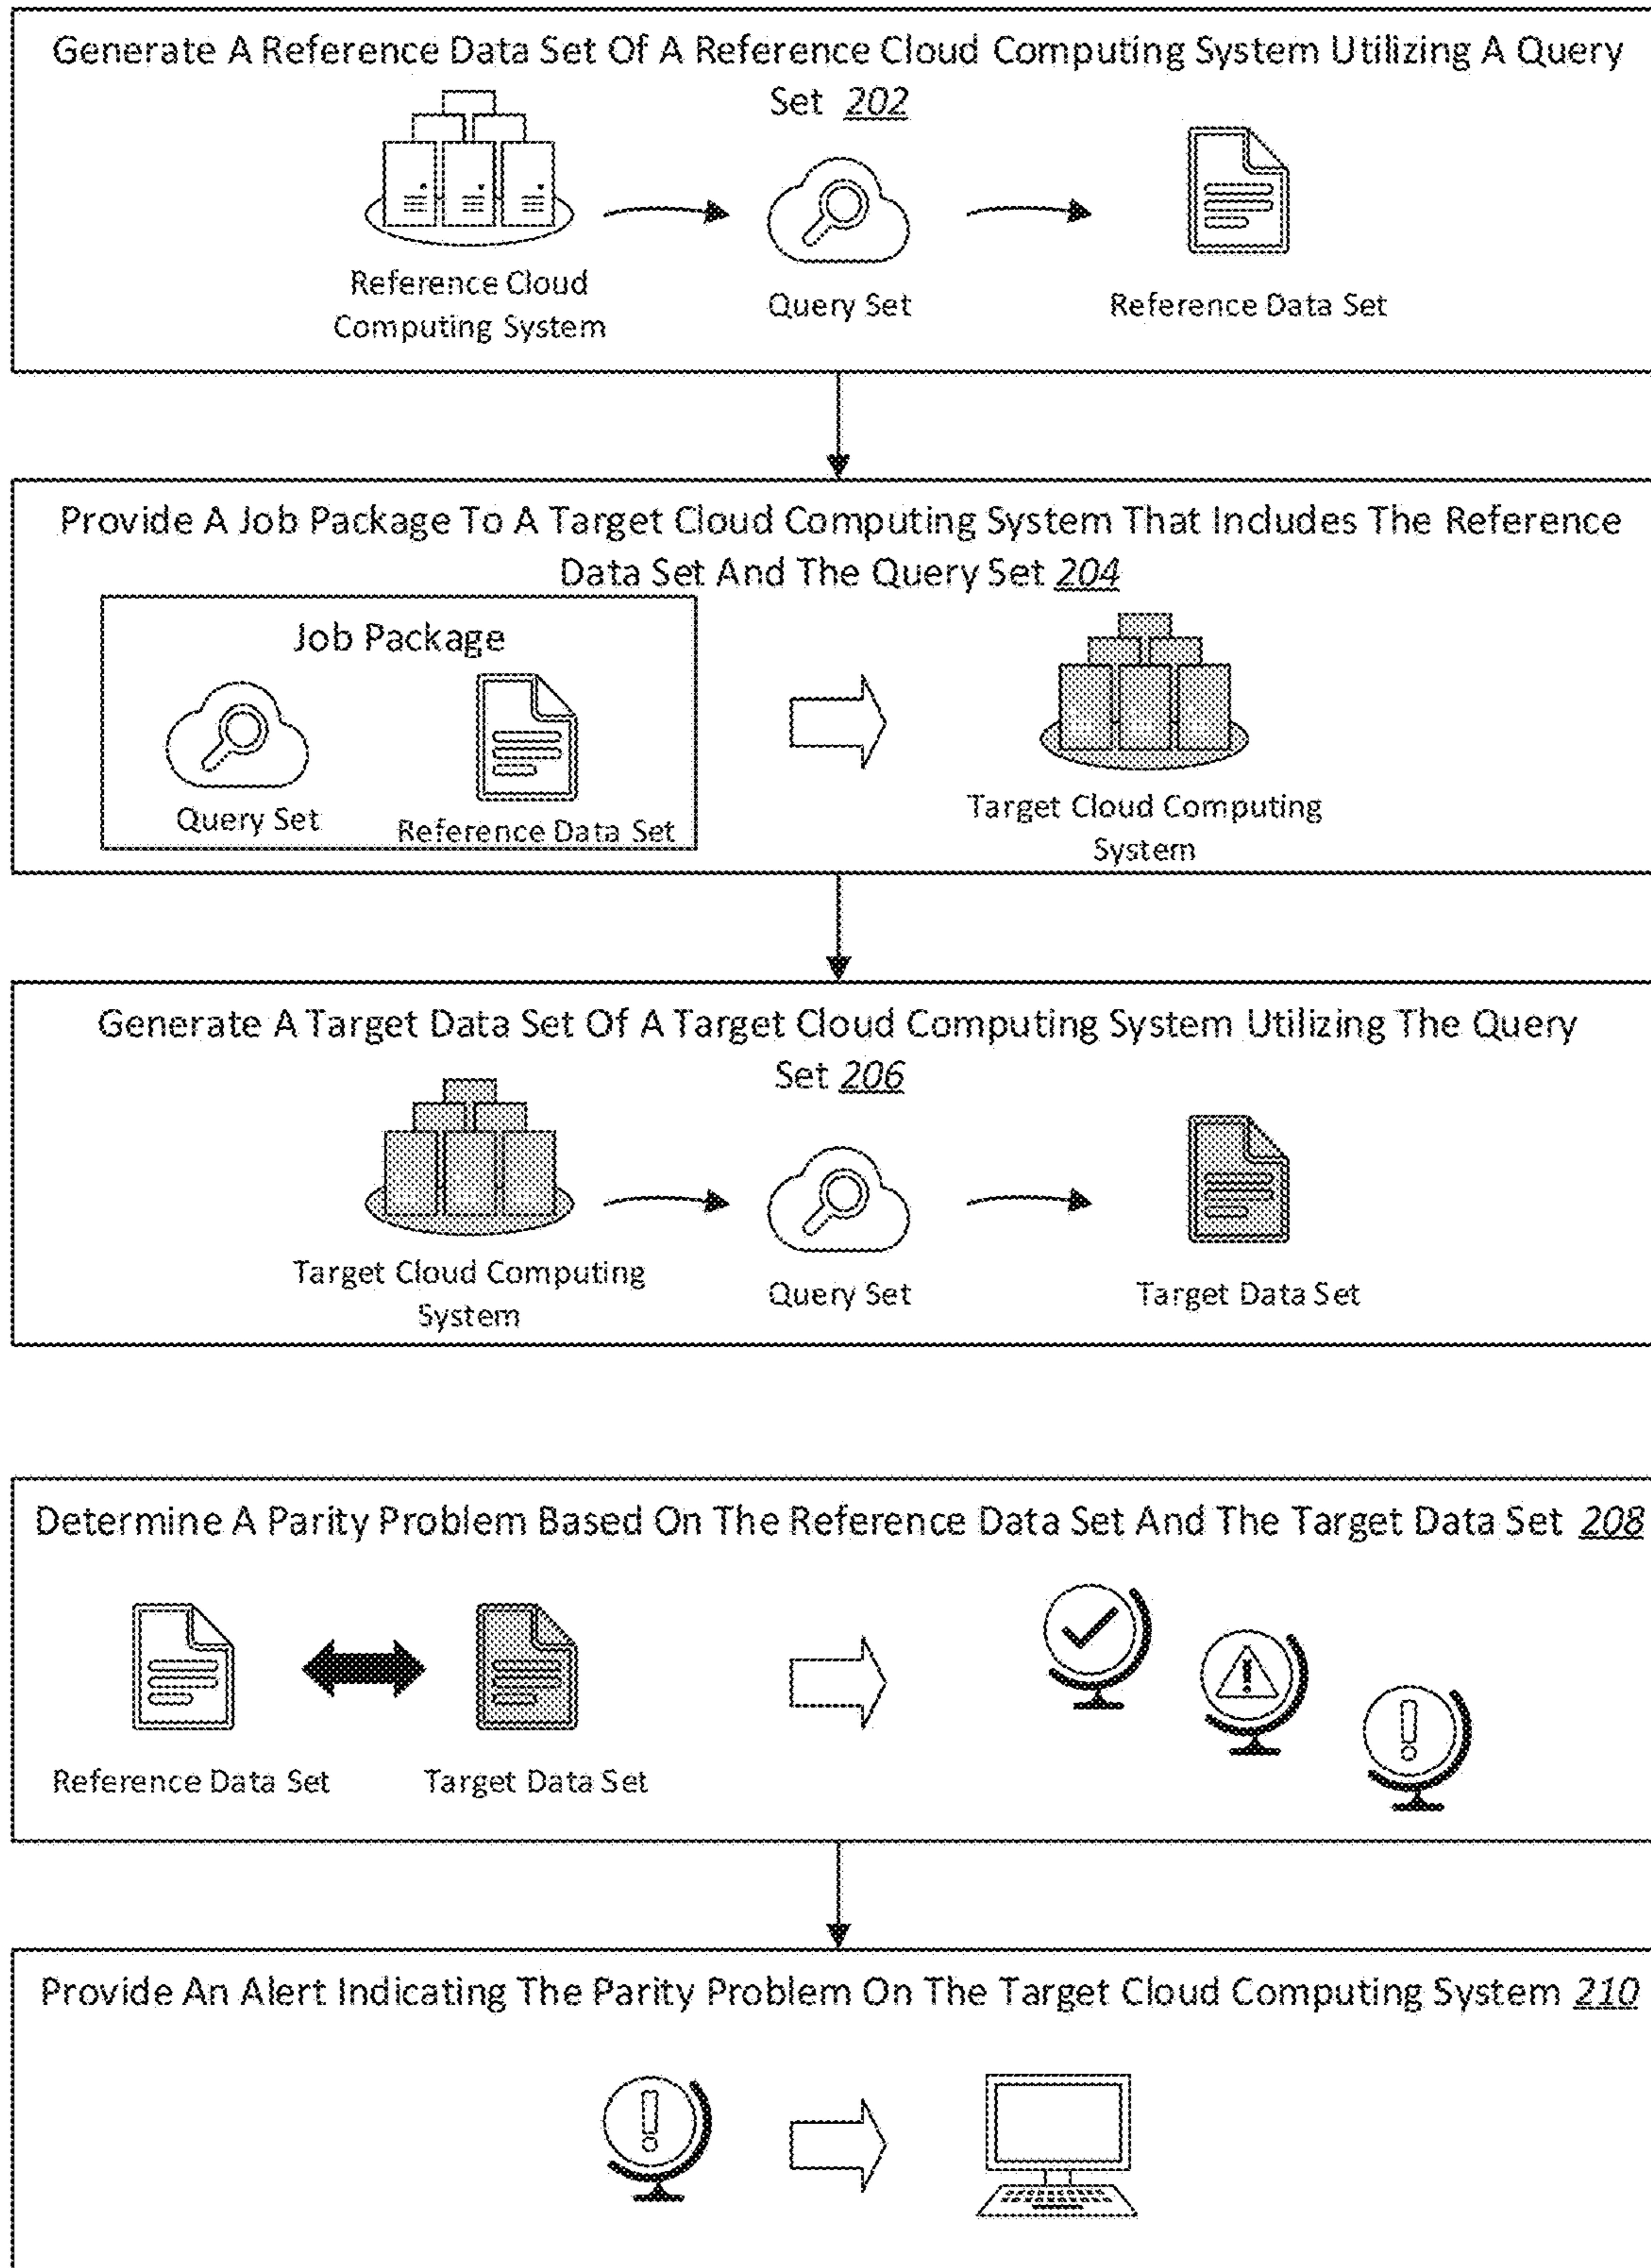 Generate A Reference Data Set Of A Reference Cloud Computing System Utilizing A Query
Set 202
Reference Cloud
Computing System
Query Set
Reference Data Set
Provide A Job Package To A Target Cloud Computing System That Includes The Reference
Data Set And The Query Set 204
Job Package
Query Set
Reference Data Set
Target Cloud Computing
System
Generate A Target Data Set Of A Target Cloud Computing System Utilizing The Query
Set 206
Target Cloud Computing
System
Query Set
Target Data Set
Determine A Parity Problem Based On The Reference Data Set And The Target Data Set 208
Reference Data Set
Target Data Set
Provide An Alert Indicating The Parity Problem On The Target Cloud Computing System 210